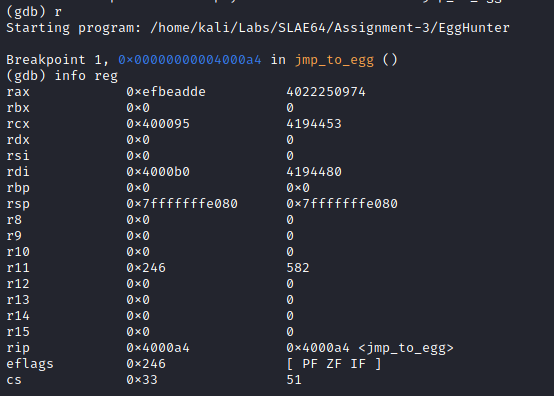 (gdb) r
Starting program: /home/kali/Labs/SLAE64/Assignment-3/EggHunter
Breakpoint 1, 0×00000000004000a4 in jmp_to_egg ()
(gdb) info reg
rax 0×efbeadde 4022250974
rbx 0×0 0
rcx 0×400095 4194453
rdx 0×0 0
rsi 0×0 0
rdi 0×4000b0 4194480
rbp 0×0 0×0
rsp 0×7fffffffe080 0×7fffffffe080
r8 0×0 0
r9 0×0 0
r10 0×0 0
r11 0×246 582
r12 0×0 0
r13 0×0 0
r14 0×0 0
r15 0×0 0
rip 0×4000a4 0×4000a4 <jmp_to_egg>
eflags 0×246 [ PF ZF IF ]
cs 0×33 51